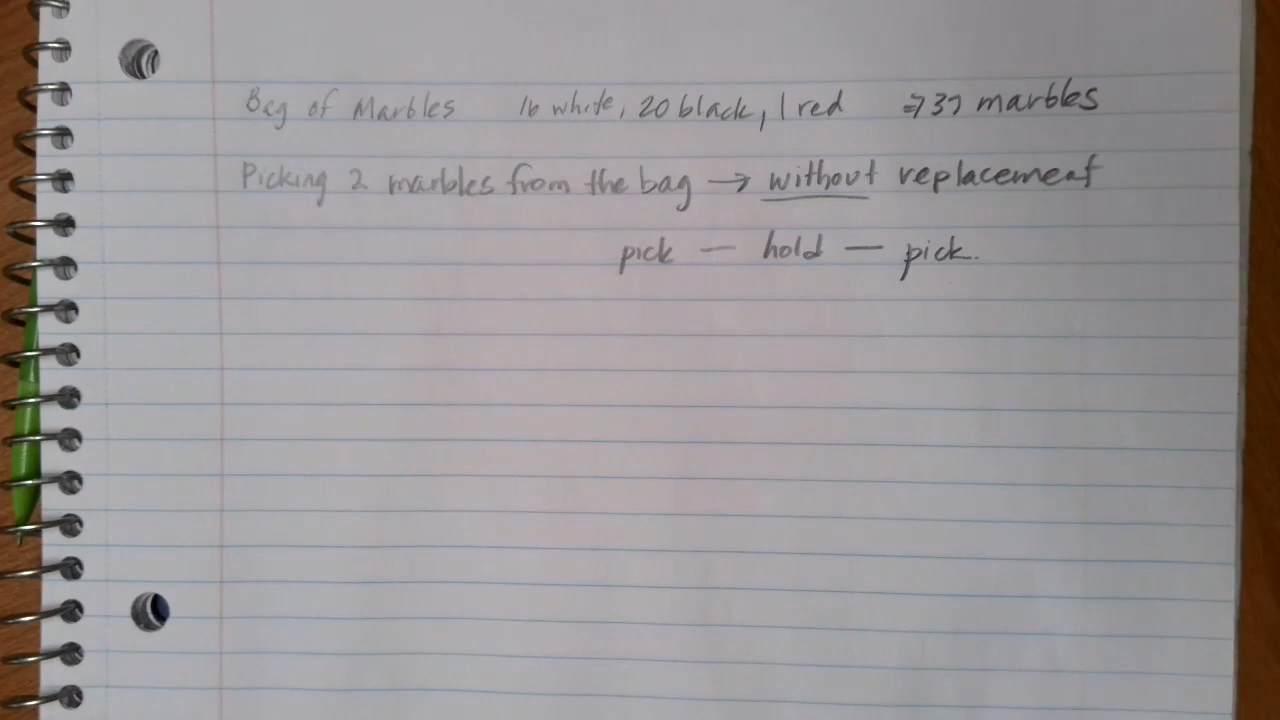 Bag of Marbles 16 white, 20 black, 1 red ⇒ 37 marbles
Picking 2 marbles from the bag → without replacement
pick — hold — pick.